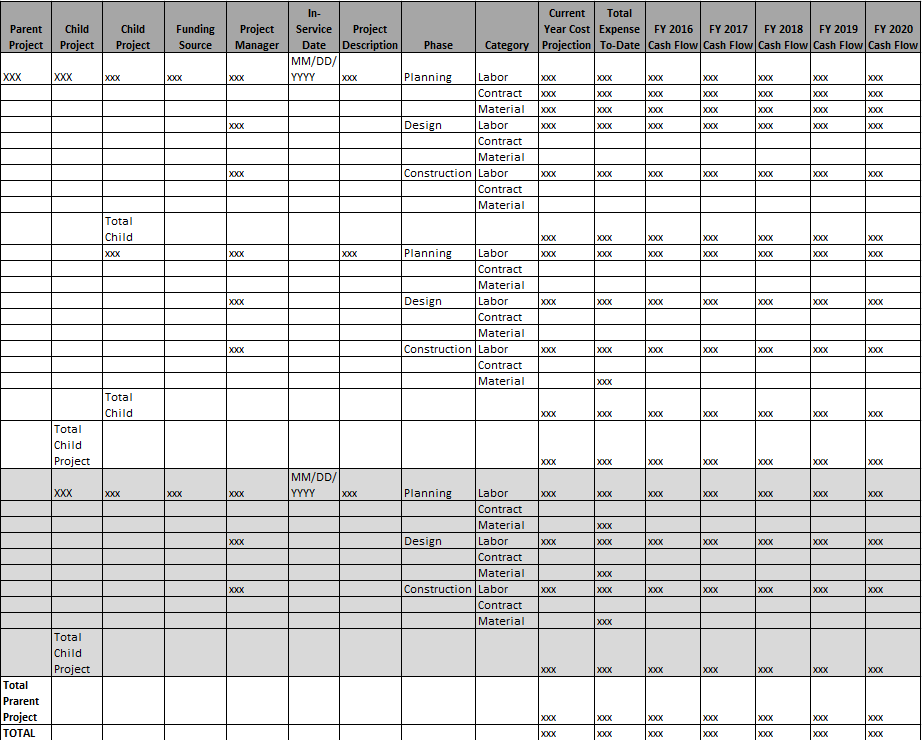 Parent Project Child Project Child Project Funding Source Project Manager In-Service Date Project Description Phase Category Current Year Cost Projection Total Expense To-Date FY 2016 Cash Flow FY 2017 Cash Flow FY 2018 Cash Flow FY 2019 Cash Flow FY 2020 Cash Flow
XXX XXX xxx xxx xxx MM/DD/YYYY xxx Planning Labor xxx xxx xxx xxx xxx xxx xxx
Contract xxx xxx xxx xxx xxx xxx xxx
Material xxx xxx xxx xxx xxx xxx xxx
xxx Design Labor xxx xxx xxx xxx xxx xxx xxx
Contract
Material
xxx Construction Labor xxx xxx xxx xxx xxx xxx xxx
Contract
Material
Total Child xxx xxx xxx xxx xxx xxx xxx
xxx xxx xxx Planning Labor xxx xxx xxx xxx xxx xxx xxx
Contract
Material
xxx Design Labor xxx xxx xxx xxx xxx xxx xxx
Contract
Material
xxx Construction Labor xxx xxx xxx xxx xxx xxx xxx
Contract
Material xxx
Total Child xxx xxx xxx xxx xxx xxx xxx
Total Child Project xxx xxx xxx xxx xxx xxx xxx
XXX xxx xxx xxx MM/DD/YYYY xxx Planning Labor xxx xxx xxx xxx xxx xxx xxx
Contract
Material xxx
xxx Design Labor xxx xxx xxx xxx xxx xxx xxx
Contract
Material xxx
xxx Construction Labor xxx xxx xxx xxx xxx xxx xxx
Contract
Material xxx
Total Child Project xxx xxx xxx xxx xxx xxx xxx
Total Prarent Project xxx xxx xxx xxx xxx xxx xxx
TOTAL xxx xxx xxx xxx xxx xxx xxx